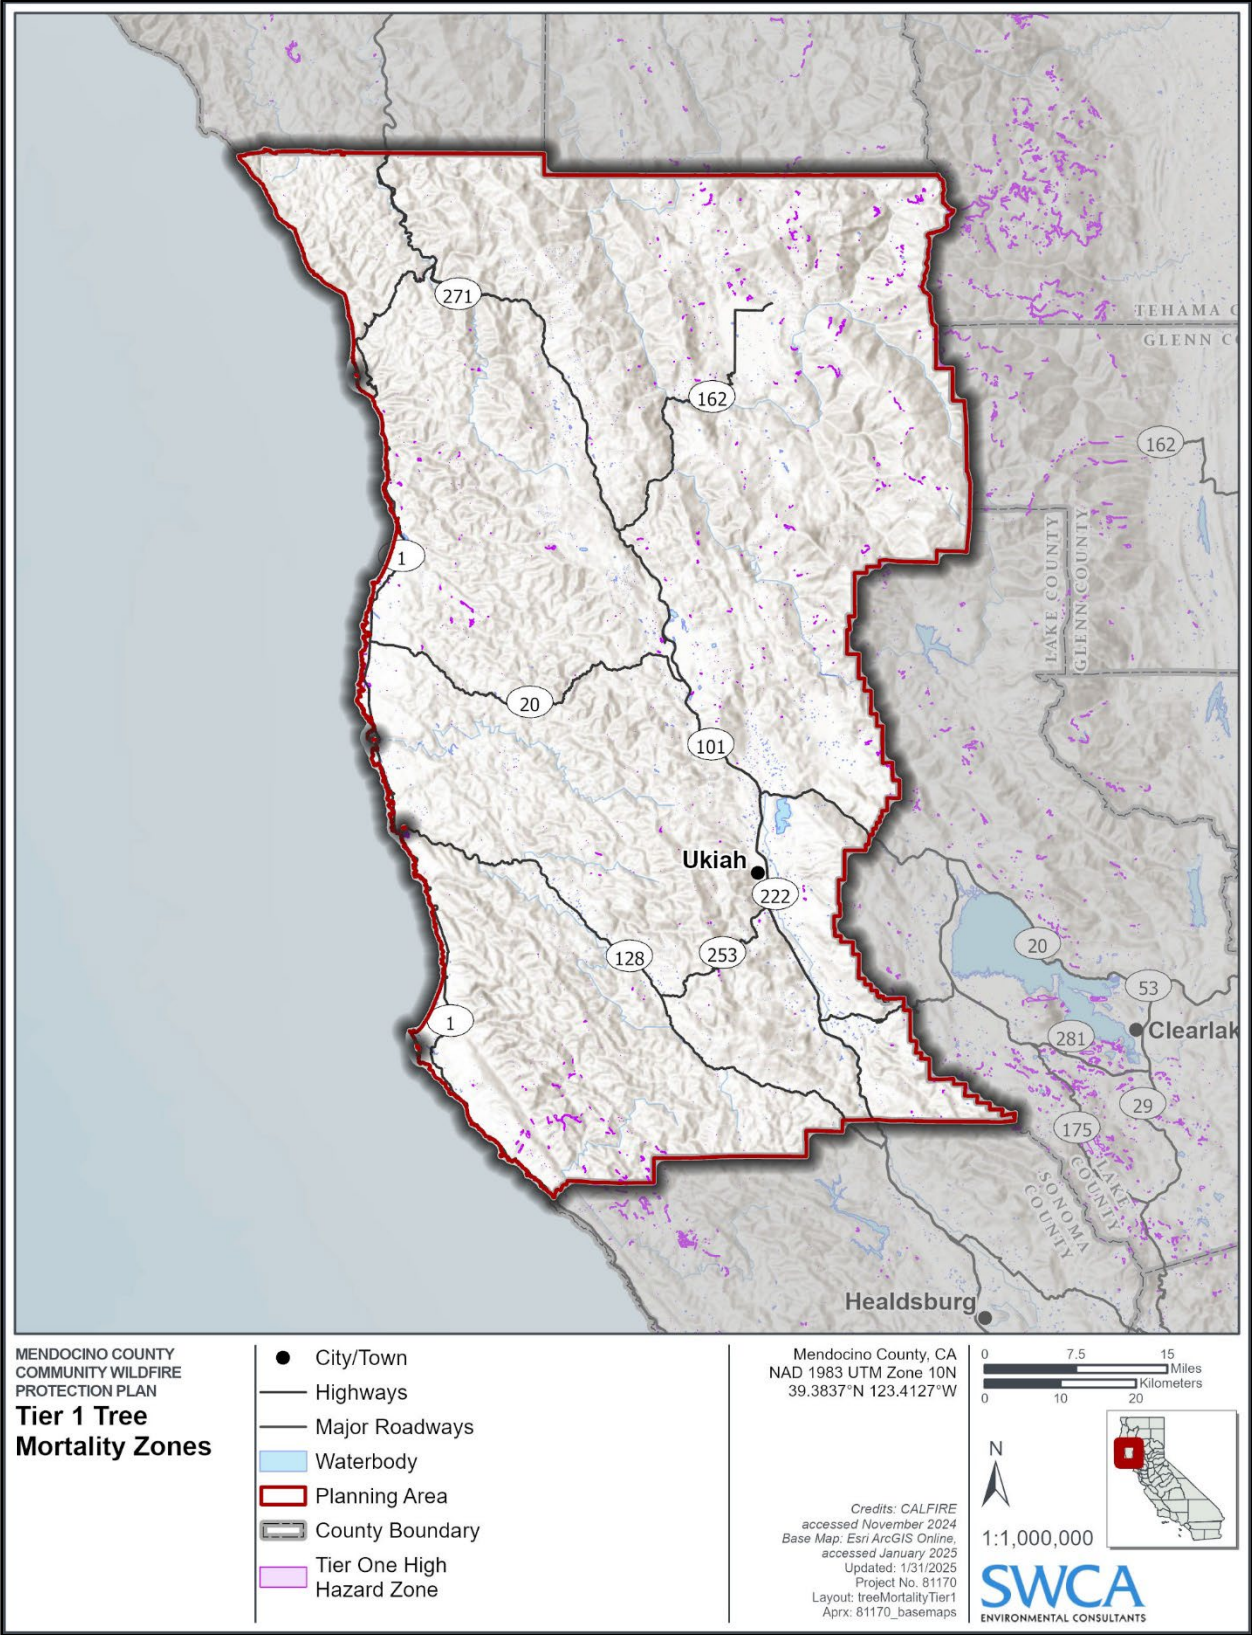 271
TEHAMA C
GLENN C
162
162
1
LAKE COUNTY
GLENN COUNTY
20
101
Ukiah
222
20
128
253
53
1
281
Clearlak
29
175
LAKE
COUNTY
SONOMA
COUNTY
Healdsburg
MENDOCINO COUNTY
COMMUNITY WILDFIRE
PROTECTION PLAN
Tier 1 Tree
Mortality Zones
City/Town
Highways
Major Roadways
Waterbody
Planning Area
County Boundary
Tier One High
Hazard Zone
Mendocino County, CA
NAD 1983 UTM Zone 10N
39.3837°N 123.4127°W
Credits: CALFIRE
accessed November 2024
Base Map: Esri ArcGIS Online,
accessed January 2025
Updated: 1/31/2025
Project No. 81170
Layout: treeMortalityTier1
Aprx: 81170_basemaps
0 7.5 15
Miles
Kilometers
0 10 20
N
1:1,000,000
SWCA
ENVIRONMENTAL CONSULTANTS